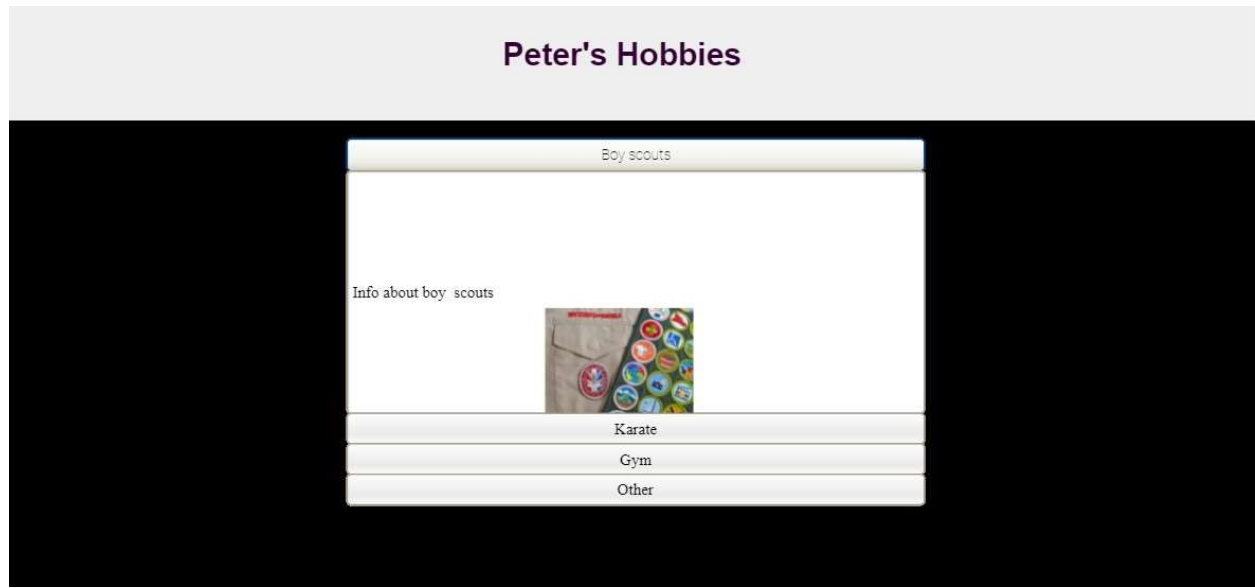 Peter's Hobbies
Boy scouts
Info about boy  scouts
Karate
Gym
Other